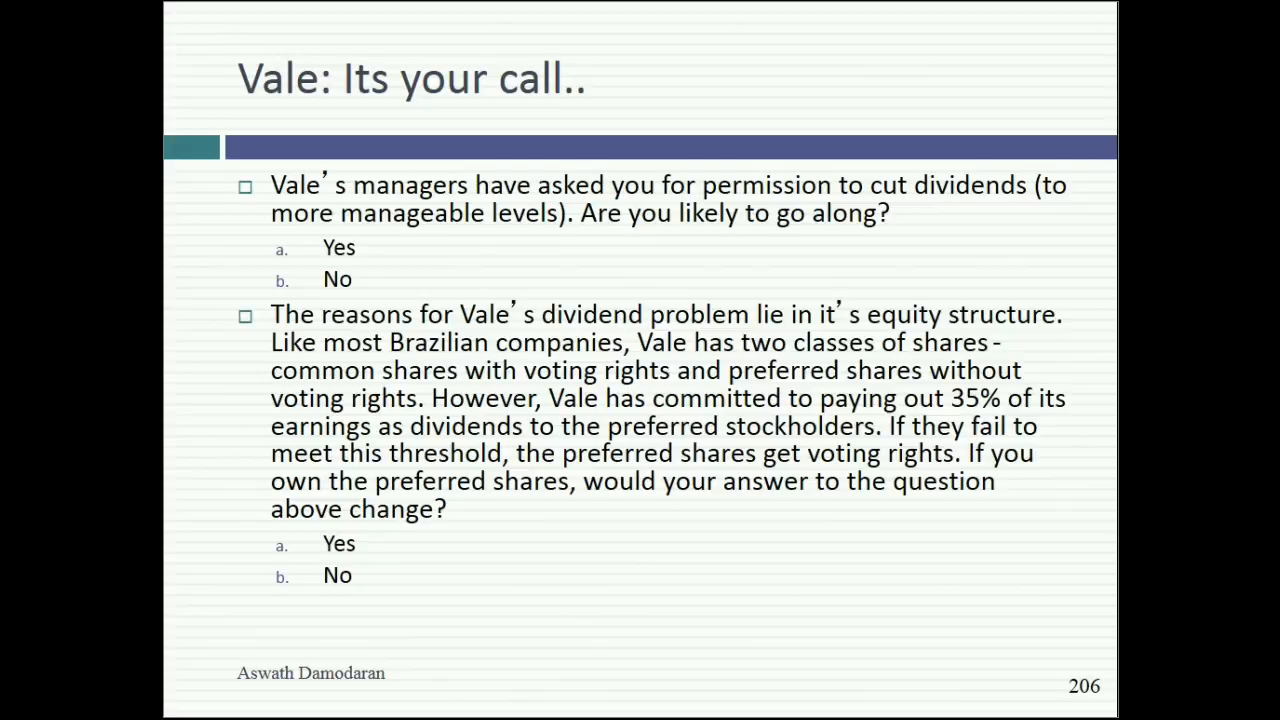 Vale: Its your call..
Vale’s managers have asked you for permission to cut dividends (to
more manageable levels). Are you likely to go along?
a. Yes
b. No
The reasons for Vale’s dividend problem lie in it’s equity structure.
Like most Brazilian companies, Vale has two classes of shares -
common shares with voting rights and preferred shares without
voting rights. However, Vale has committed to paying out 35% of its
earnings as dividends to the preferred stockholders. If they fail to
meet this threshold, the preferred shares get voting rights. If you
own the preferred shares, would your answer to the question
above change?
a. Yes
b. No
Aswath Damodaran
206